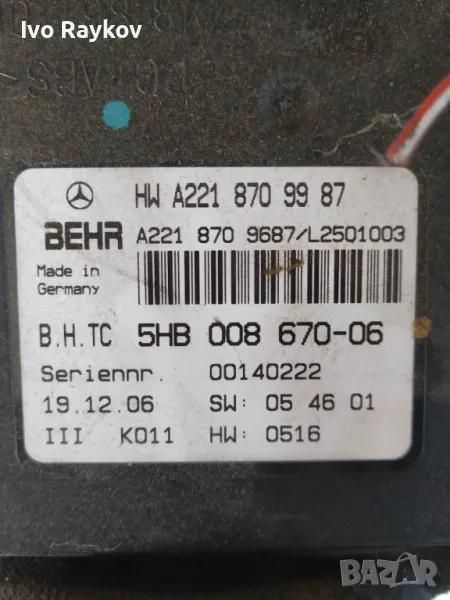 Ivo Raykov
HW A221 870 99 87
BEHR A221 870 9687/L2501003
Made in
Germany
B.H.TC 5HB 008 670-06
Seriennr. 00140222
19.12.06 SW: 05 46 01
III K011 HW: 0516
BAZAR